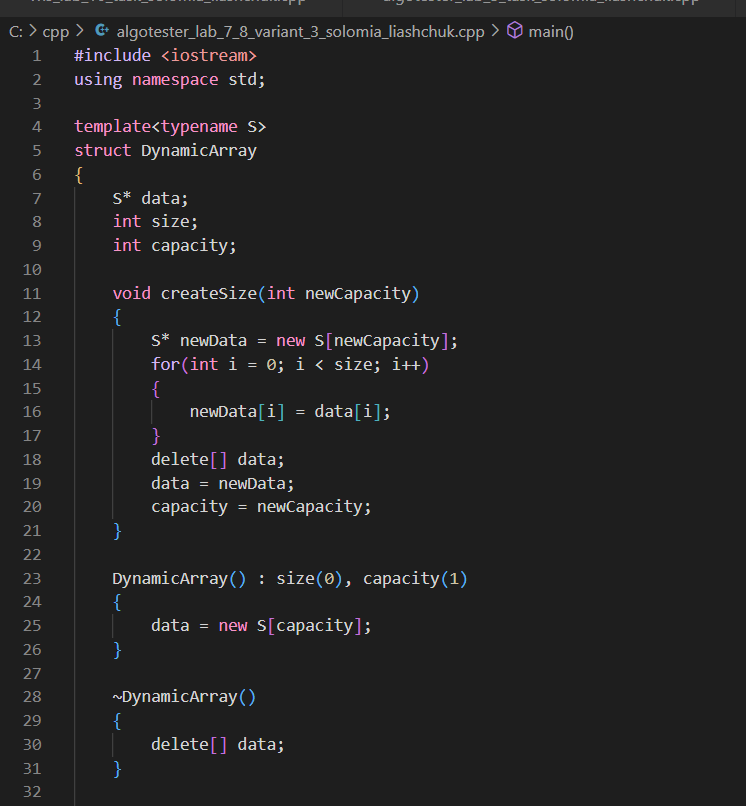 C: > cpp > algotester_lab_7_8_variant_3_solomia_liashchuk.cpp > main()
1 #include <iostream>
2 using namespace std;
3
4 template<typename S>
5 struct DynamicArray
6 {
7     S* data;
8     int size;
9     int capacity;
10
11     void createSize(int newCapacity)
12     {
13         S* newData = new S[newCapacity];
14         for(int i = 0; i < size; i++)
15         {
16             newData[i] = data[i];
17         }
18         delete[] data;
19         data = newData;
20         capacity = newCapacity;
21     }
22
23     DynamicArray() : size(0), capacity(1)
24     {
25         data = new S[capacity];
26     }
27
28     ~DynamicArray()
29     {
30         delete[] data;
31     }
32